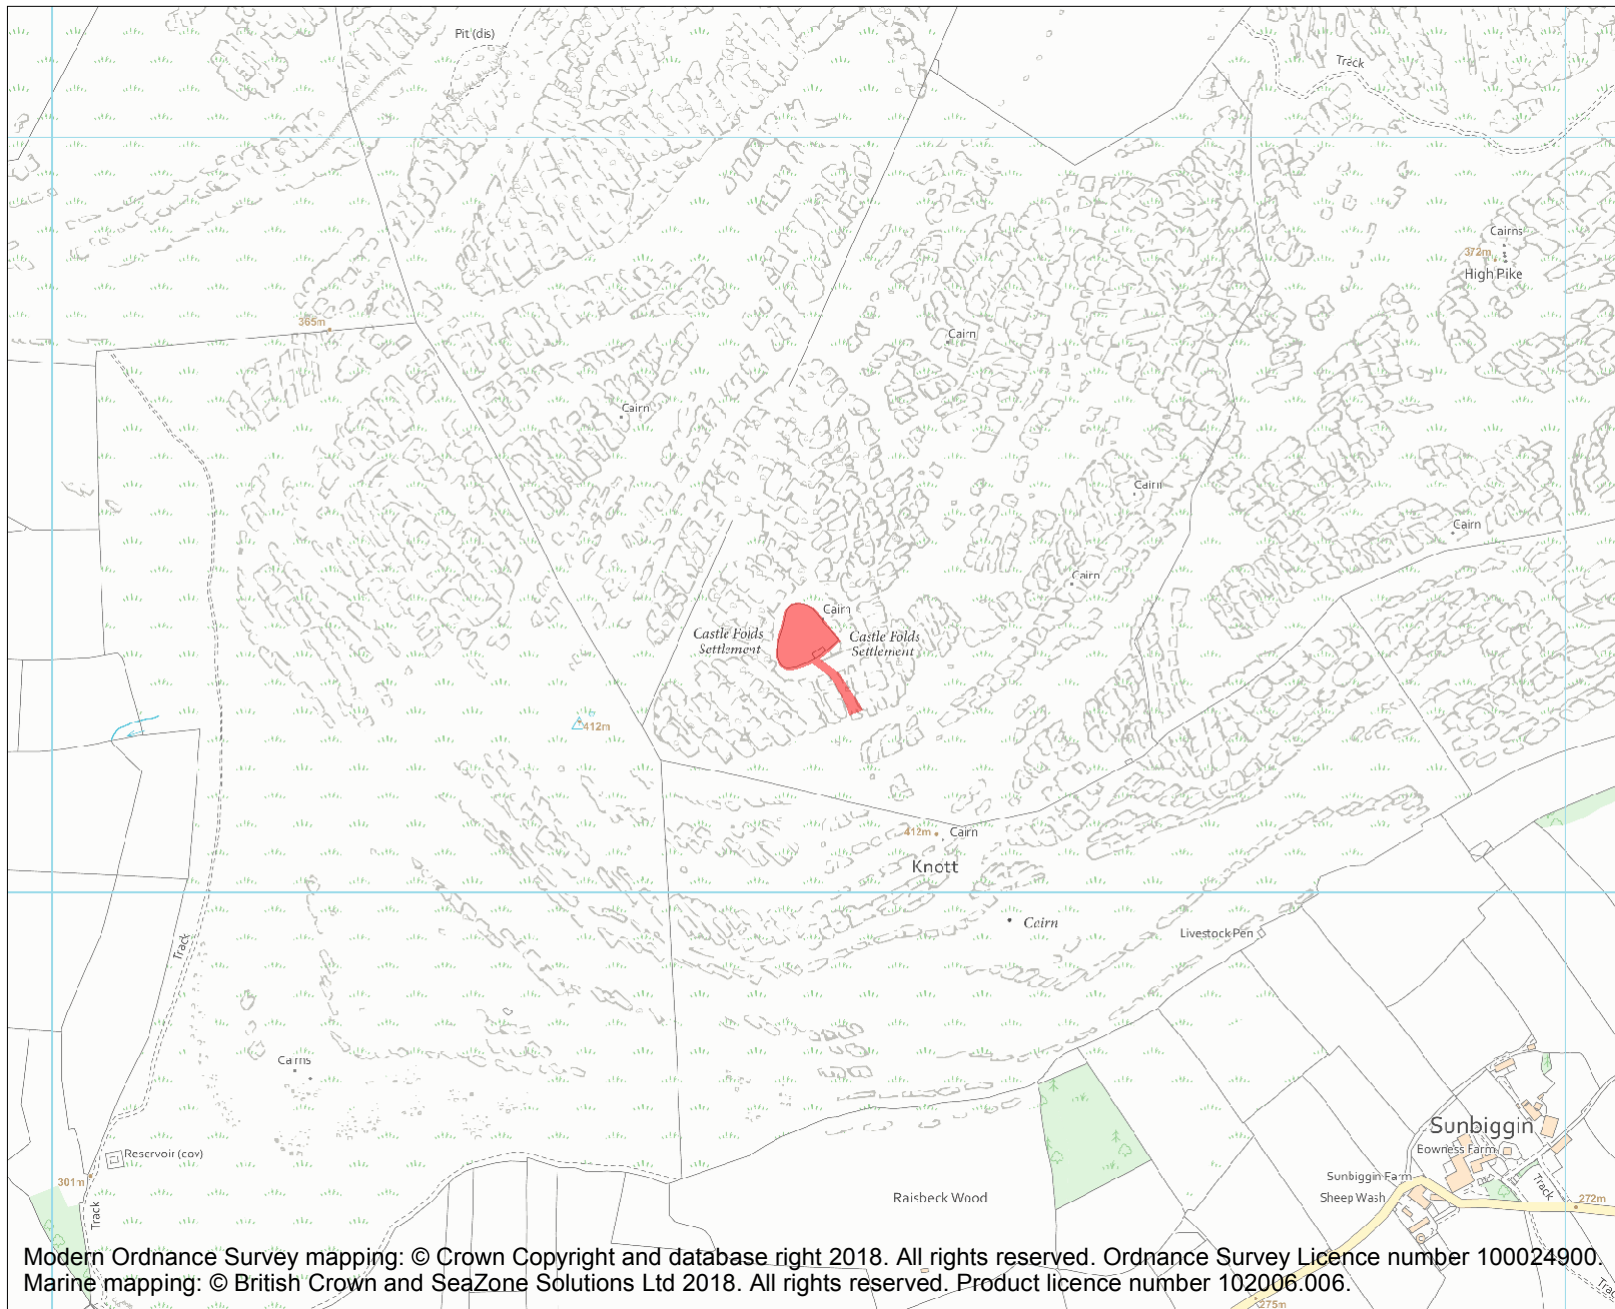 Pit (dis)
Track
Cairns
372m
High Pike
365m
Cairn
Cairn
Cairn
Cairn
Cairn
Cairn
Castle Folds
Settlement
Castle Folds
Settlement
412m
412m
Cairn
Knott
Cairn
Livestock Pen
Track
Cairns
Reservoir (cov)
301m
Track
Sunbiggin
Bowness Farm
Sunbiggin Farm
Sheep Wash
Track
272m
Raisbeck Wood
Modern Ordnance Survey mapping: © Crown Copyright and database right 2018. All rights reserved. Ordnance Survey Licence number 100024900.
Marine mapping: © British Crown and SeaZone Solutions Ltd 2018. All rights reserved. Product licence number 102006.006.
275m